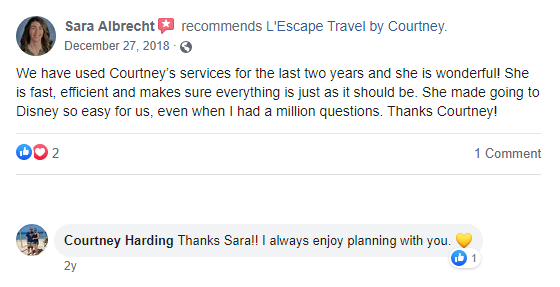 Sara Albrecht recommends L'Escape Travel by Courtney.
December 27, 2018 ·
We have used Courtney's services for the last two years and she is wonderful! She
is fast, efficient and makes sure everything is just as it should be. She made going to
Disney so easy for us, even when I had a million questions. Thanks Courtney!
2 1 Comment
Courtney Harding Thanks Sara!! I always enjoy planning with you. 💛
1
2y